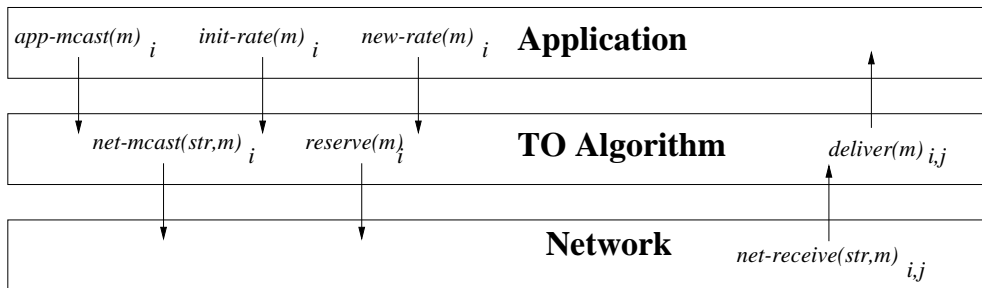 app-mcast(m) i init-rate(m) i new-rate(m) i Application
net-mcast(str,m) i reserve(m) i TO Algorithm deliver(m) i,j
Network
net-receive(str,m) i,j